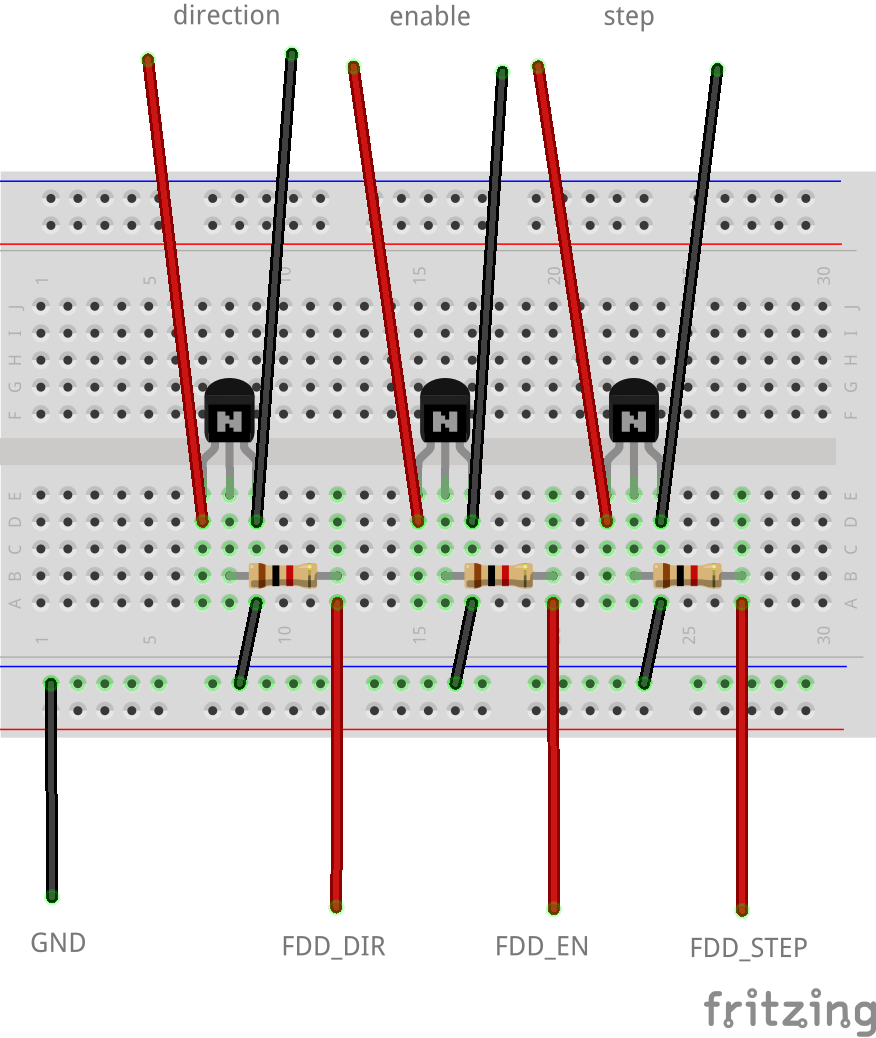 direction enable step
1 5 10 15 20 30
J J
I I
H H
G G
F F
N N N
E E
D D
C C
B B
A A
1 5 10 15 25 30
GND FDD_DIR FDD_EN FDD_STEP
fritzing